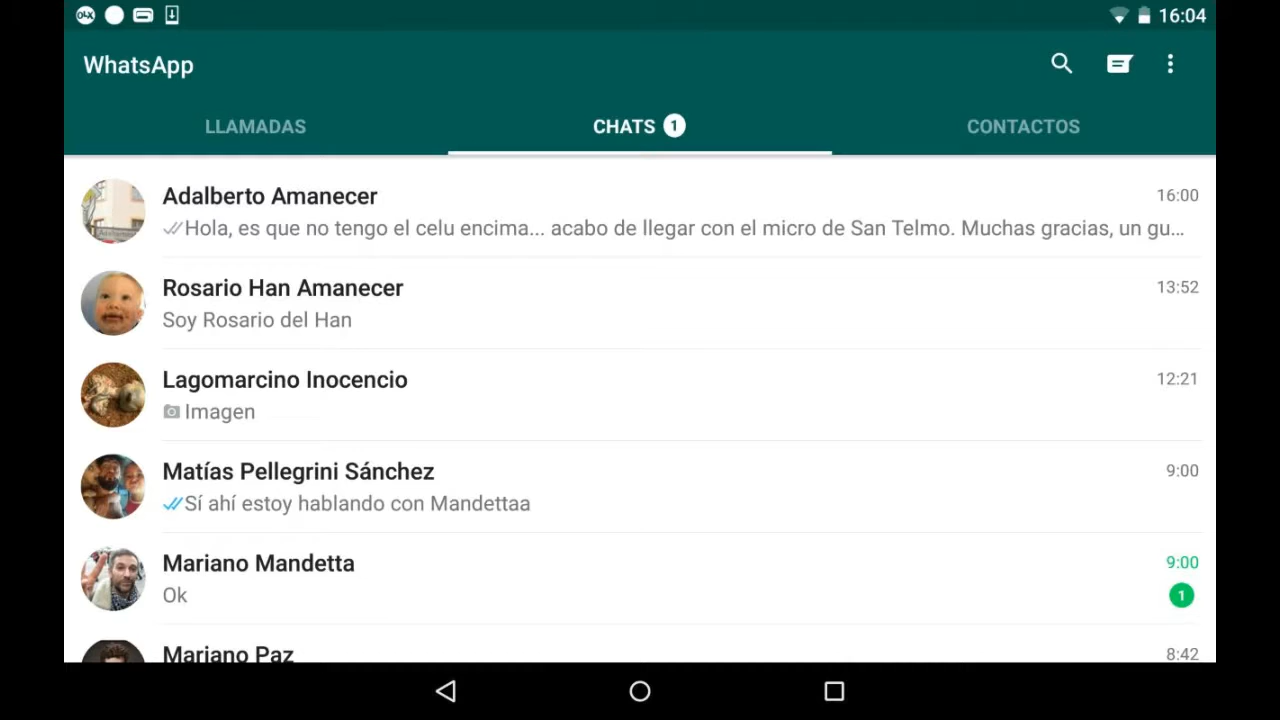 OLX
16:04
WhatsApp
LLAMADAS
CHATS 1
CONTACTOS
Adalberto Amanecer
16:00
Hola, es que no tengo el celu encima... acabo de llegar con el micro de San Telmo. Muchas gracias, un gu...
Rosario Han Amanecer
13:52
Soy Rosario del Han
Lagomarcino Inocencio
12:21
Imagen
Matías Pellegrini Sánchez
9:00
Sí ahí estoy hablando con Mandettaa
Mariano Mandetta
9:00
Ok
1
Mariano Paz
8:42